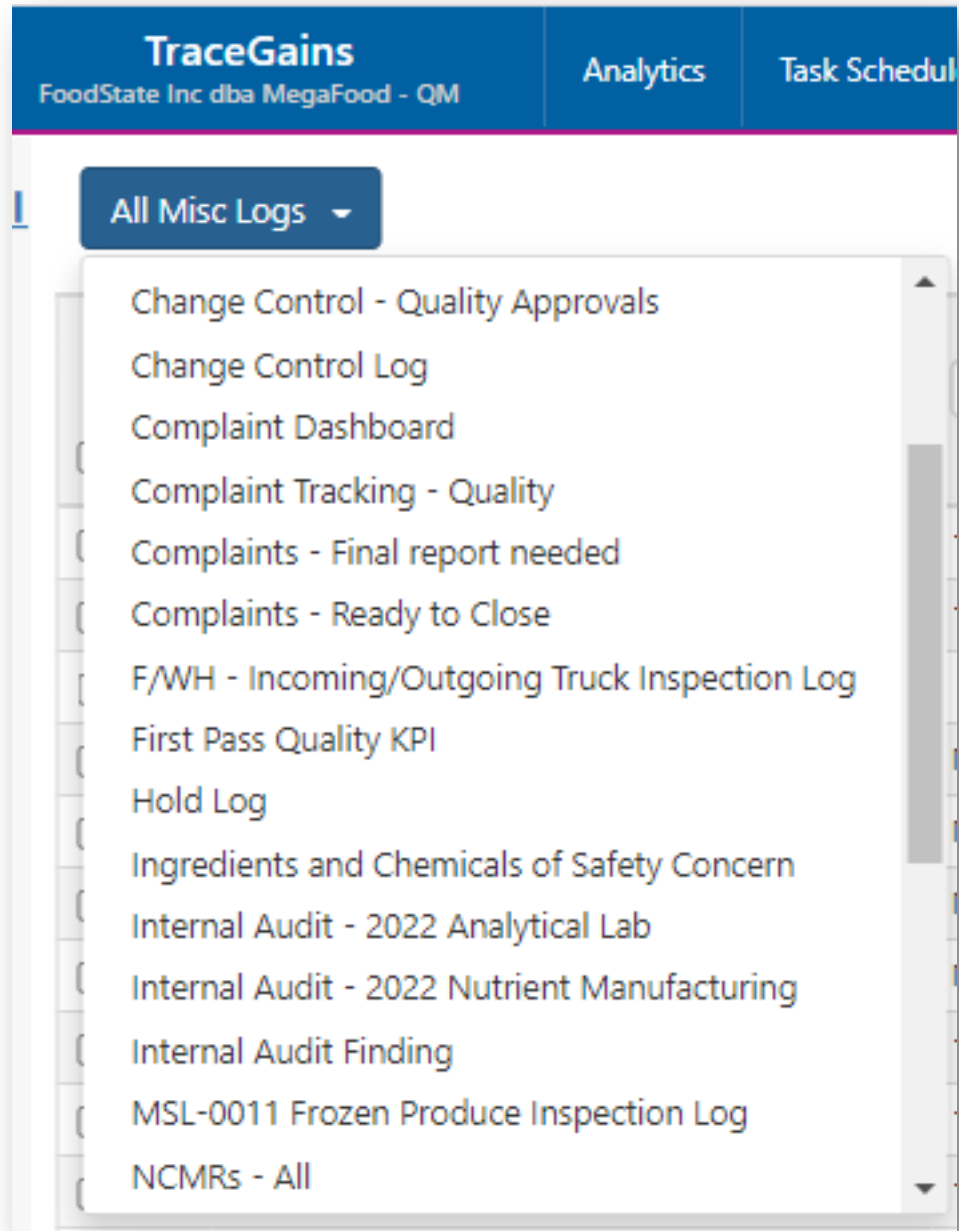 TraceGains
FoodState Inc dba MegaFood - QM
Analytics
Task Schedul
All Misc Logs
Change Control - Quality Approvals
Change Control Log
Complaint Dashboard
Complaint Tracking - Quality
Complaints - Final report needed
Complaints - Ready to Close
F/WH - Incoming/Outgoing Truck Inspection Log
First Pass Quality KPI
Hold Log
Ingredients and Chemicals of Safety Concern
Internal Audit - 2022 Analytical Lab
Internal Audit - 2022 Nutrient Manufacturing
Internal Audit Finding
MSL-0011 Frozen Produce Inspection Log
NCMRs - All